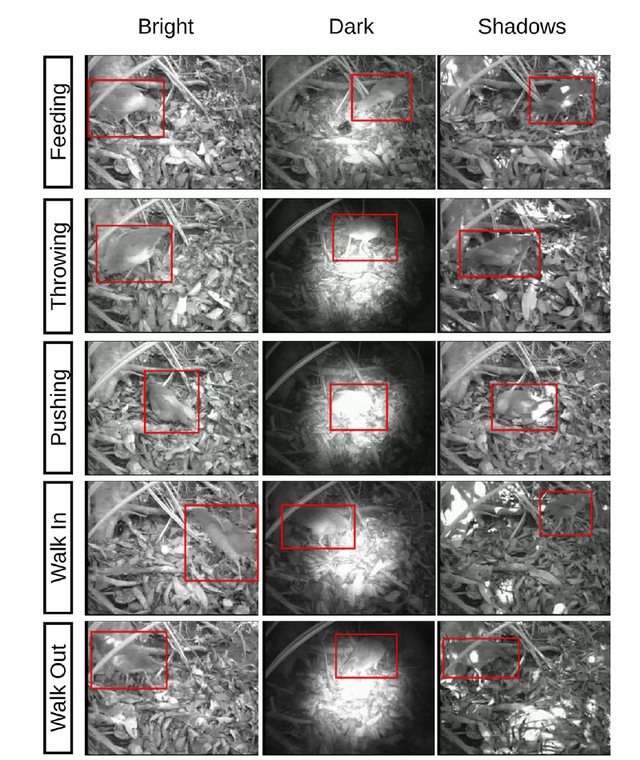 Bright Dark Shadows
Feeding
Throwing
Pushing
Walk In
Walk Out